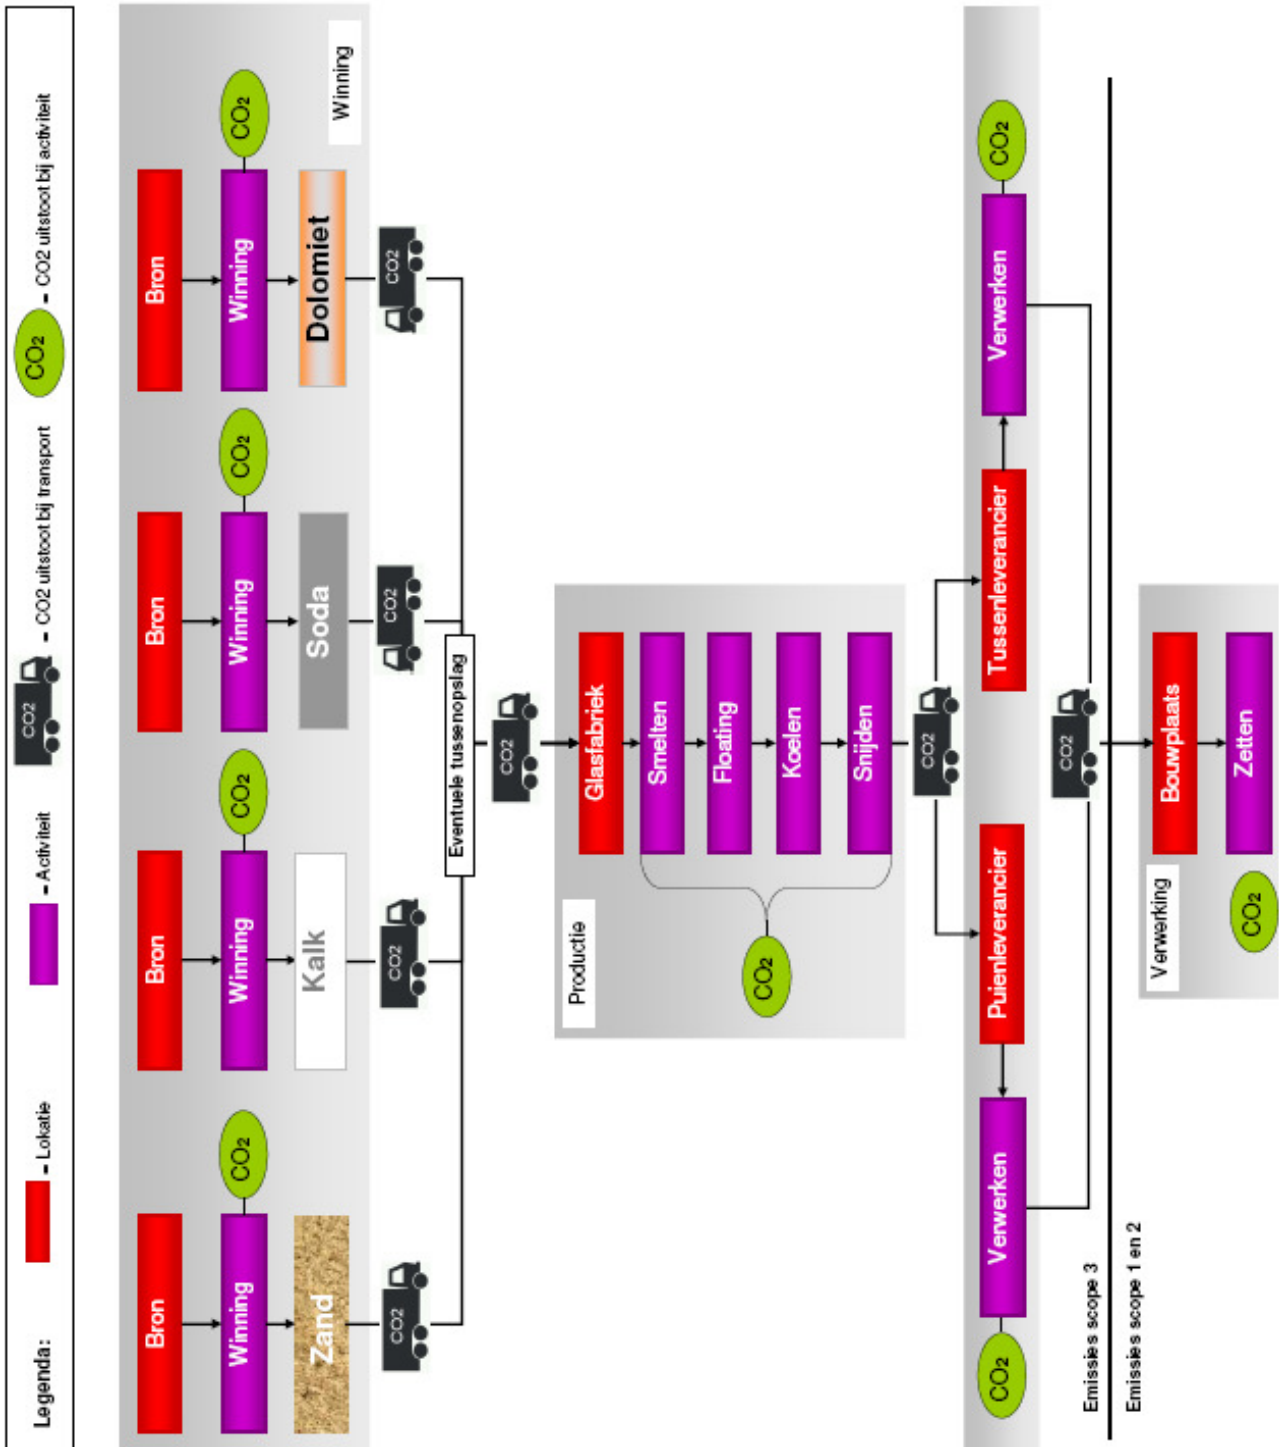 Legenda:
- Lokatie
- Activiteit
CO2
- CO2 uitstoot bij transport
CO2
- CO2 uitstoot bij activiteit
Winning
Bron
Bron
Bron
Bron
Winning
CO2
Winning
CO2
Winning
CO2
Winning
CO2
Zand
Kalk
Soda
Dolomiet
CO2
CO2
CO2
CO2
Eventuele tussenopslag
CO2
Productie
Glasfabriek
Smelten
Floating
Koelen
Snijden
CO2
CO2
CO2
Verwerken
Puienleverancier
Tussenleverancier
Verwerken
CO2
CO2
Emissies scope 3
Emissies scope 1 en 2
Verwerking
Bouwplaats
Zetten
CO2